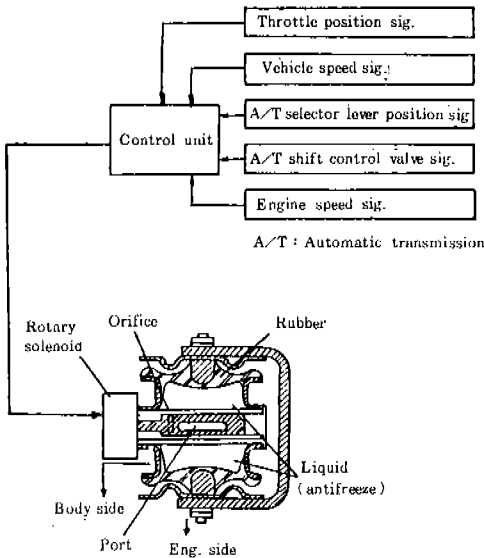 Throttle position sig.
Vehicle speed sig.
A/T selector lever position sig
Control unit
A/T shift control valve sig.
Engine speed sig.
A/T : Automatic transmission
Rotary
solenoid
Orifice
Rubber
Liquid
(antifreeze)
Body side
Port
Eng. side